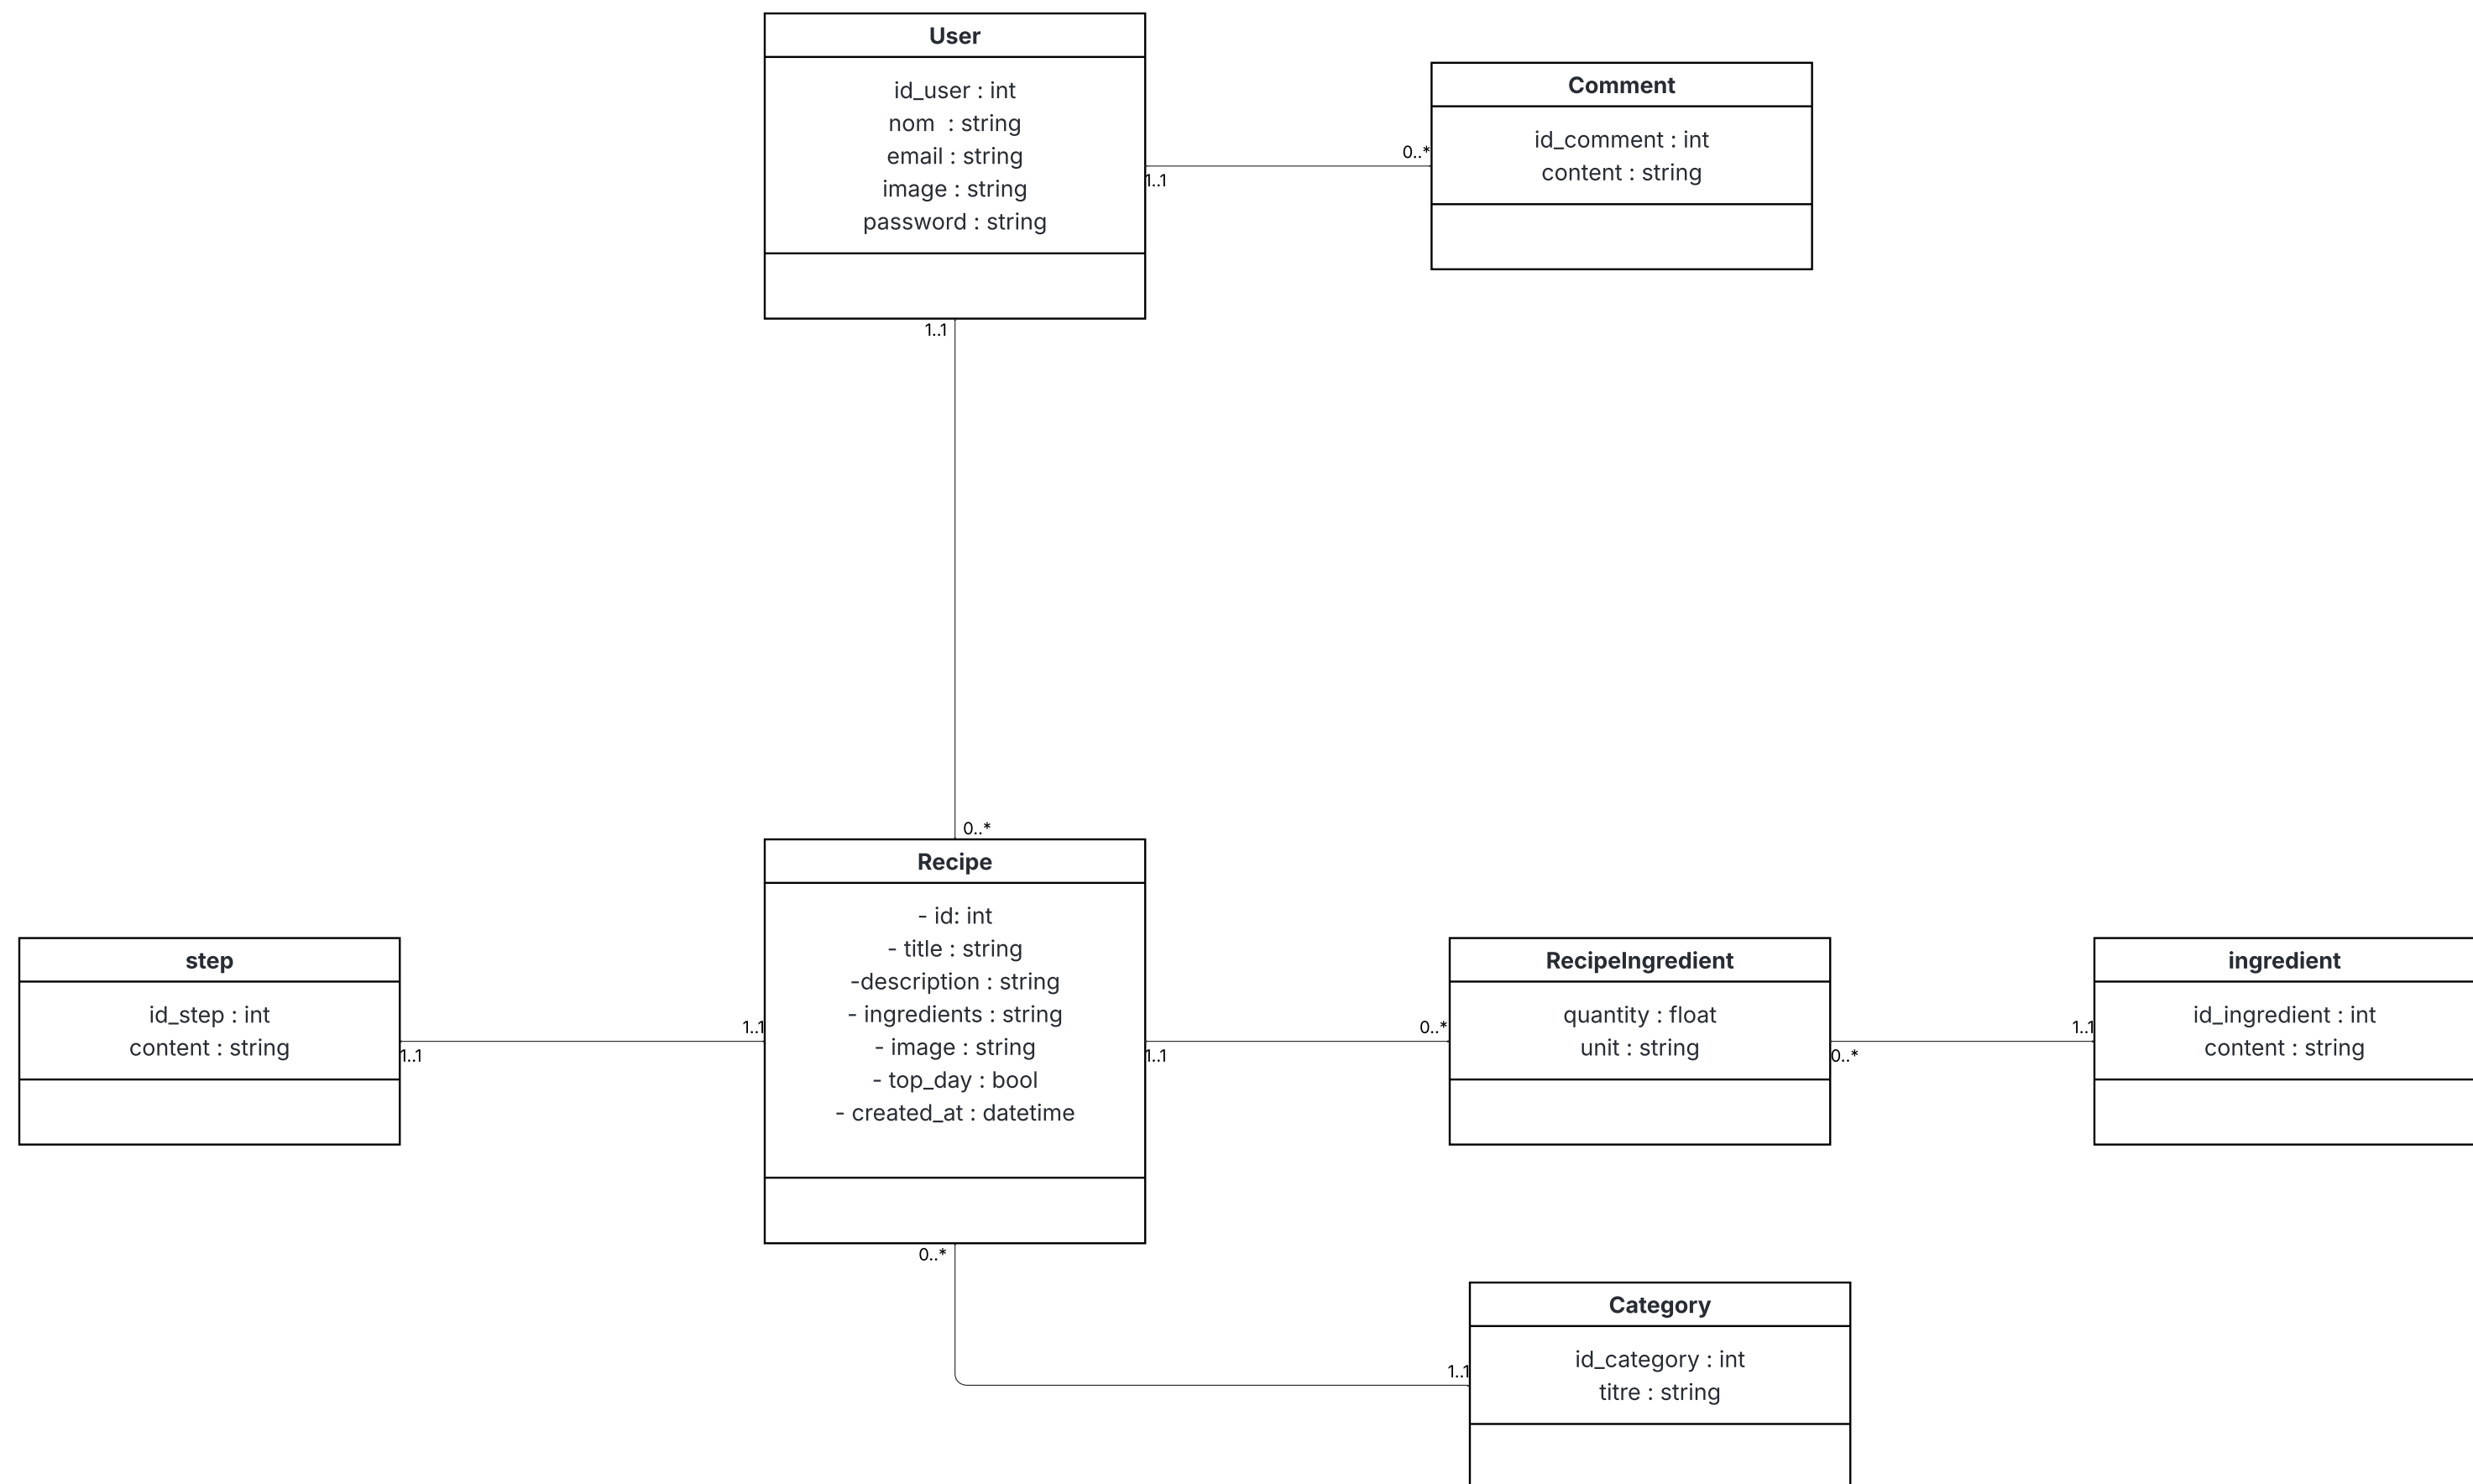 User
id_user : int
nom  : string
email : string
image : string
password : string
1..1
0..*
Comment
id_comment : int
content : string
1..1
0..*
Recipe
- id: int
- title : string
-description : string
- ingredients : string
- image : string
- top_day : bool
- created_at : datetime
step
id_step : int
content : string
1..1
1..1
1..1
0..*
RecipeIngredient
quantity : float
unit : string
0..*
1..1
ingredient
id_ingredient : int
content : string
0..*
1..1
Category
id_category : int
titre : string